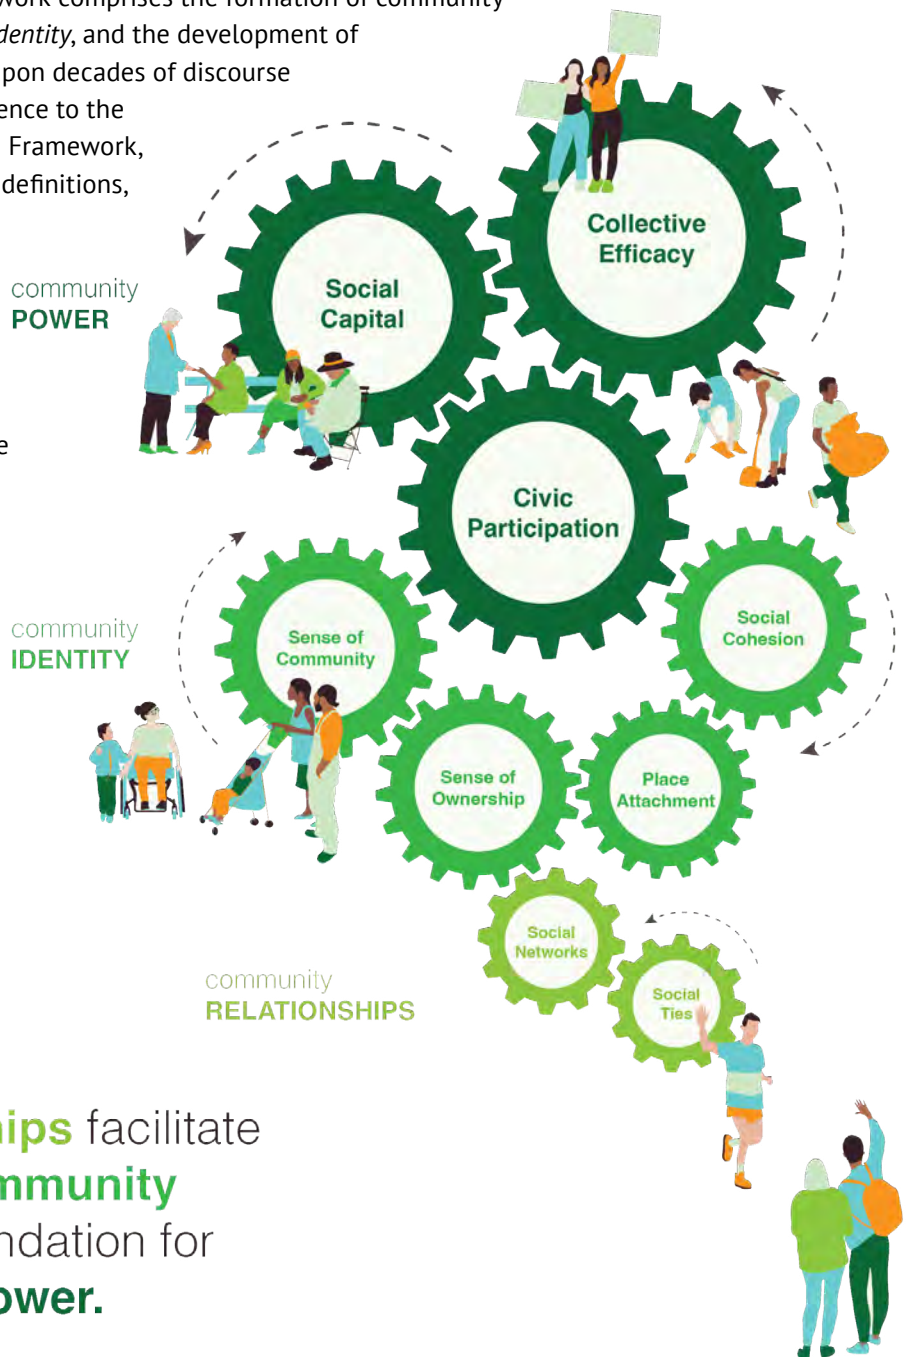 work comprises the formation of community
dentity, and the development of
upon decades of discourse
ence to the
Framework,
definitions,
Collective
Efficacy
Social
Capital
community
POWER
e
Civic
Participation
Social
Cohesion
community
IDENTITY
Sense of
Community
Sense of
Ownership
Place
Attachment
Social
Networks
community
RELATIONSHIPS
Social
Ties
hips facilitate
mmunity
ndation for
ower.